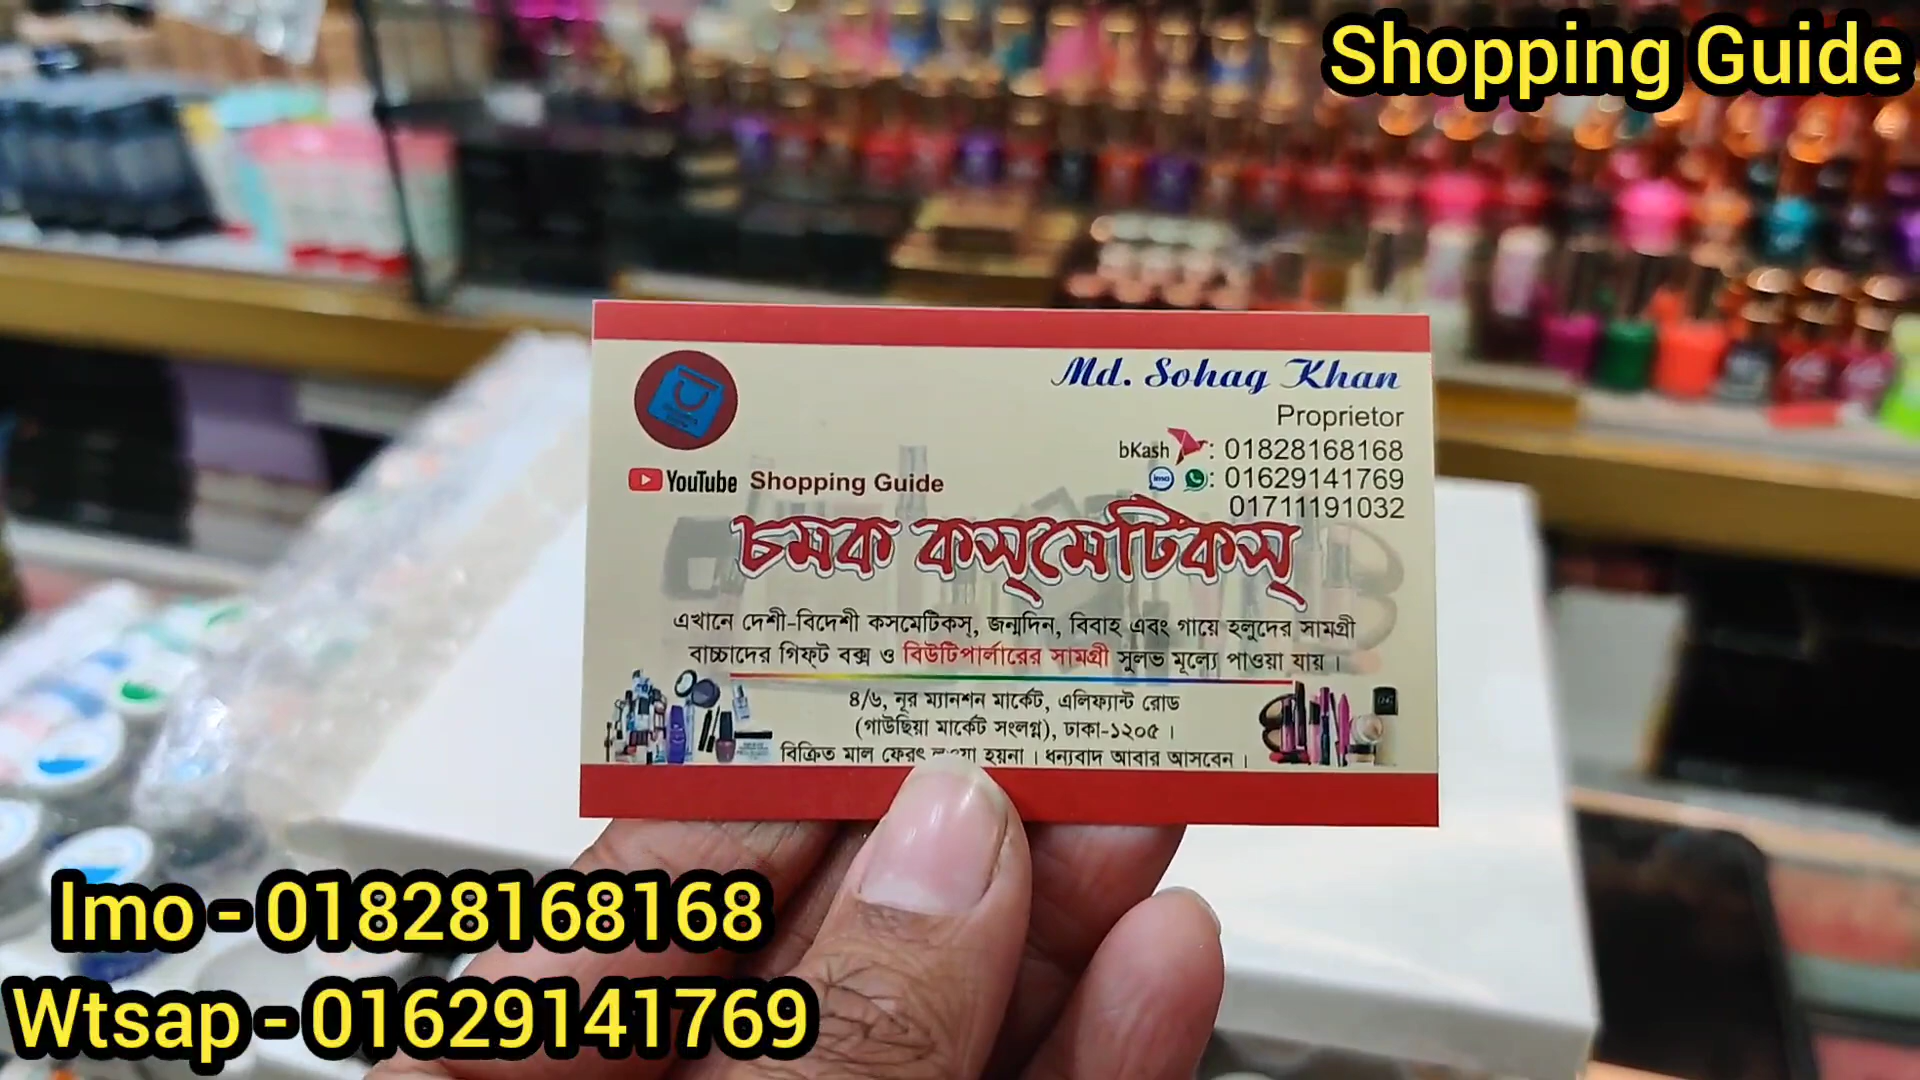 Shopping Guide
Md. Sohag Khan
Proprietor
bKash : 01828168168
imo : 01629141769
01711191032
YouTube Shopping Guide
চমক কস্‌মেটিকস্
এখানে দেশী-বিদেশী কসমেটিকস্, জন্মদিন, বিবাহ এবং গায়ে হলুদের সামগ্রী
বাচ্চাদের গিফ্‌ট বক্স ও বিউটিপার্লারের সামগ্রী সুলভ মূল্যে পাওয়া যায়।
৪/৬, নূর ম্যানশন মার্কেট, এলিফ্যান্ট রোড
(গাউছিয়া মার্কেট সংলগ্ন), ঢাকা-১২০৫।
বিক্রিত মাল ফেরৎ হয়না। ধন্যবাদ আবার আসবেন।
Imo - 01828168168
Wtsap - 01629141769